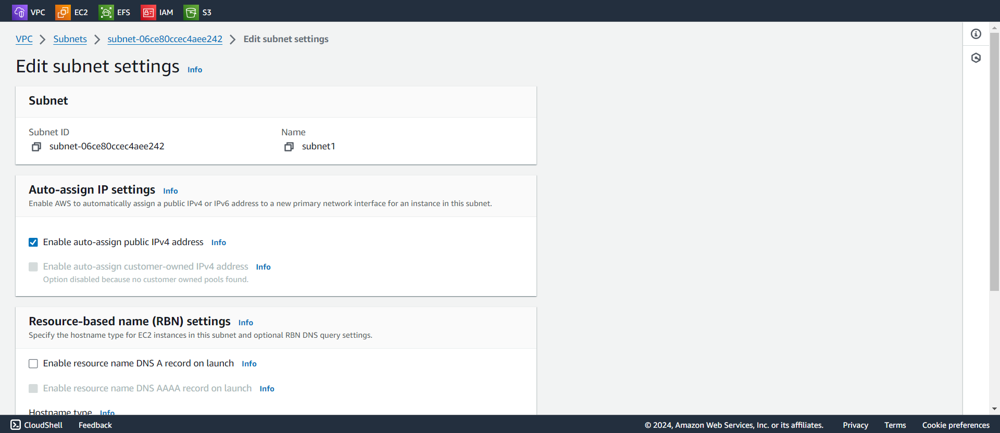 VPC EC2 EFS IAM S3
VPC Subnets subnet-06ce80ccec4aee242 Edit subnet settings
Edit subnet settings Info
Subnet
Subnet ID Name
subnet-06ce80ccec4aee242 subnet1
Auto-assign IP settings Info
Enable AWS to automatically assign a public IPv4 or IPv6 address to a new primary network interface for an instance in this subnet.
Enable auto-assign public IPv4 address Info
Enable auto-assign customer-owned IPv4 address Info
Option disabled because no customer owned pools found.
Resource-based name (RBN) settings Info
Specify the hostname type for EC2 instances in this subnet and optional RBN DNS query settings.
Enable resource name DNS A record on launch Info
Enable resource name DNS AAAA record on launch Info
Hostname type Info
CloudShell Feedback © 2024, Amazon Web Services, Inc. or its affiliates. Privacy Terms Cookie preferences